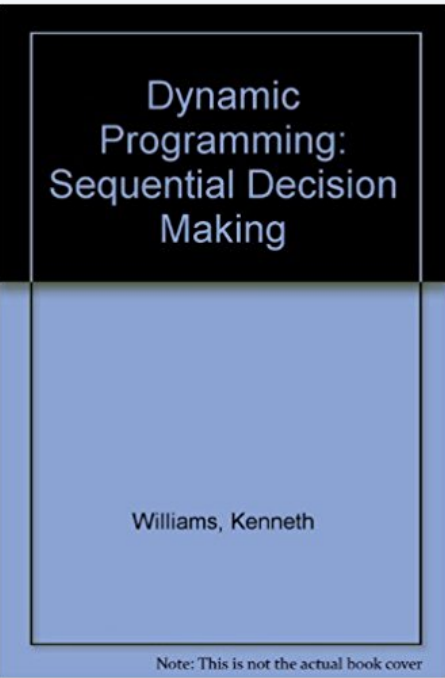 Dynamic
Programming:
Sequential Decision
Making
Williams, Kenneth
Note: This is not the actual book cover